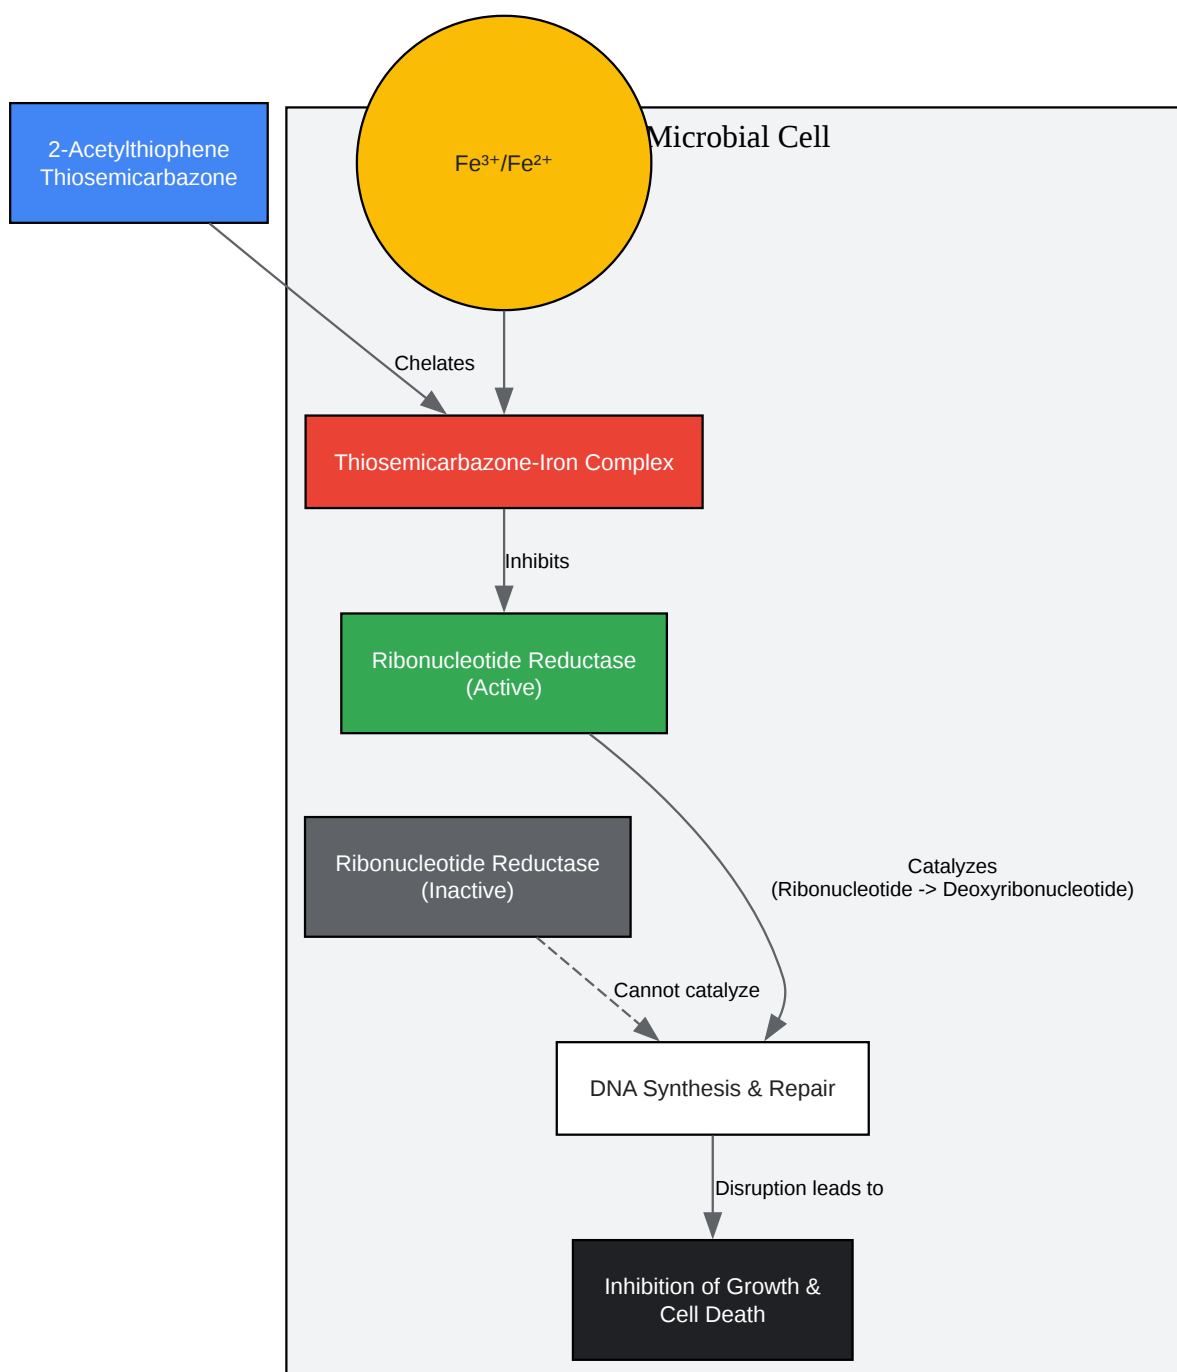 2-Acetylthiophene
Thiosemicarbazone
Fe³⁺/Fe²⁺
Microbial Cell
Chelates
Thiosemicarbazone-Iron Complex
Inhibits
Ribonucleotide Reductase
(Active)
Ribonucleotide Reductase
(Inactive)
Catalyzes
(Ribonucleotide -> Deoxyribonucleotide)
Cannot catalyze
DNA Synthesis & Repair
Disruption leads to
Inhibition of Growth &
Cell Death